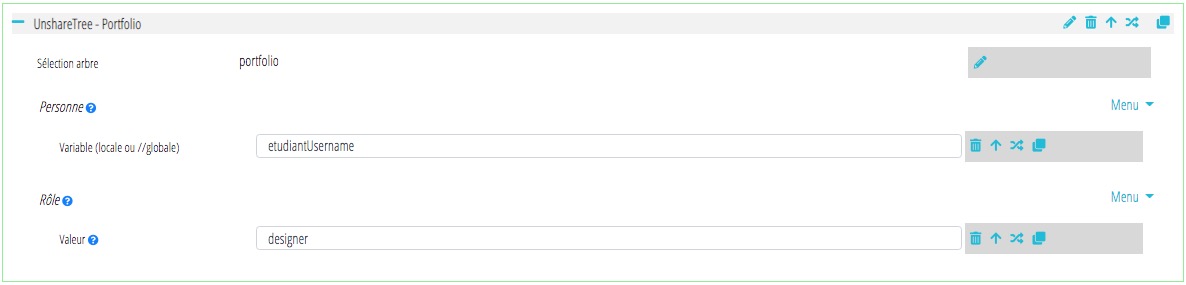 UnshareTree - Portfolio
Sélection arbre portfolio
Personne Menu
Variable (locale ou //globale) etudiantUsername
Rôle Menu
Valeur designer